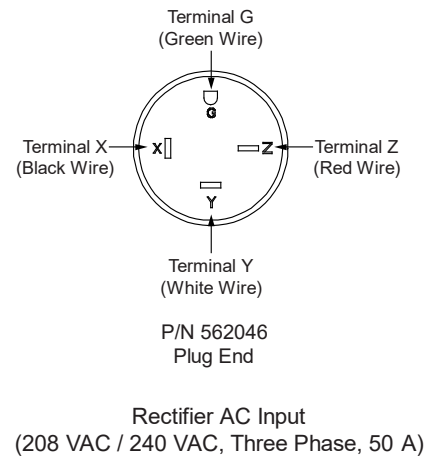 Terminal G
(Green Wire)
G
Terminal X
(Black Wire)
X
Z
Terminal Z
(Red Wire)
Y
Terminal Y
(White Wire)
P/N 562046
Plug End
Rectifier AC Input
(208 VAC / 240 VAC, Three Phase, 50 A)